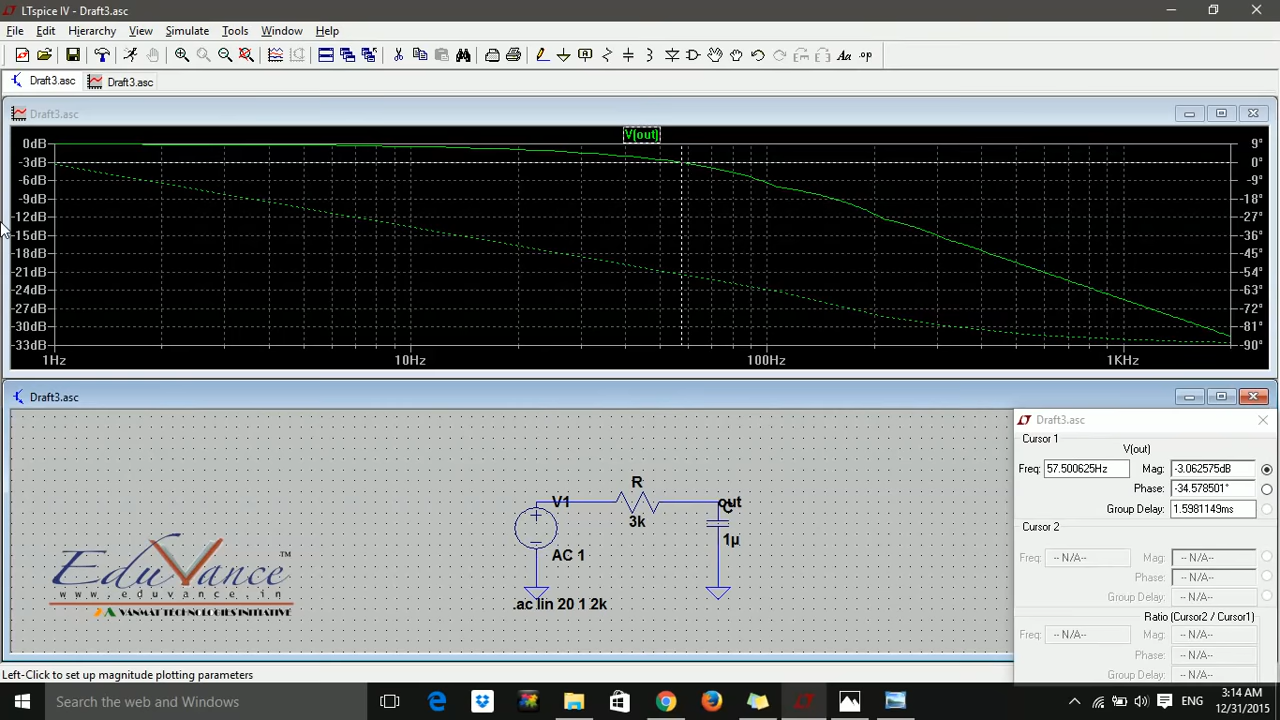 LTspice IV - Draft3.asc
File Edit Hierarchy View Simulate Tools Window Help
Draft3.asc Draft3.asc
Draft3.asc
V(out)
0dB 9°
-3dB 0°
-6dB -9°
-9dB -18°
-12dB -27°
-15dB -36°
-18dB -45°
-21dB -54°
-24dB -63°
-27dB -72°
-30dB -81°
-33dB -90°
1Hz 10Hz 100Hz 1KHz
Draft3.asc
V1
AC 1
R
3k
out
C
1µ
.ac lin 20 1 2k
EduVance ™
www.eduvance.in
VANMAT TECHNOLOGIES INITIATIVE
Draft3.asc
Cursor 1
V(out)
Freq: 57.500625Hz Mag: -3.062575dB
Phase: -34.578501°
Group Delay: 1.5981149ms
Cursor 2
Freq: -- N/A-- Mag: -- N/A--
Phase: -- N/A--
Group Delay: -- N/A--
Ratio (Cursor2 / Cursor1)
Freq: -- N/A-- Mag: -- N/A--
Phase: -- N/A--
Group Delay: -- N/A--
Left-Click to set up magnitude plotting parameters
Search the web and Windows
ENG
3:14 AM
12/31/2015